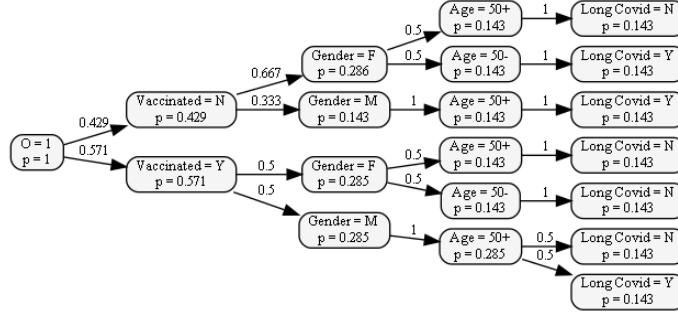 O = 1
p = 1
0.429
0.571
Vaccinated = N
p = 0.429
Vaccinated = Y
p = 0.571
0.667
0.333
0.5
0.5
Gender = F
p = 0.286
Gender = M
p = 0.143
Gender = F
p = 0.285
Gender = M
p = 0.285
0.5
0.5
1
0.5
0.5
1
Age = 50+
p = 0.143
Age = 50-
p = 0.143
Age = 50+
p = 0.143
Age = 50+
p = 0.143
Age = 50-
p = 0.143
Age = 50+
p = 0.285
1
1
1
1
1
0.5
0.5
Long Covid = N
p = 0.143
Long Covid = Y
p = 0.143
Long Covid = Y
p = 0.143
Long Covid = N
p = 0.143
Long Covid = N
p = 0.143
Long Covid = N
p = 0.143
Long Covid = Y
p = 0.143